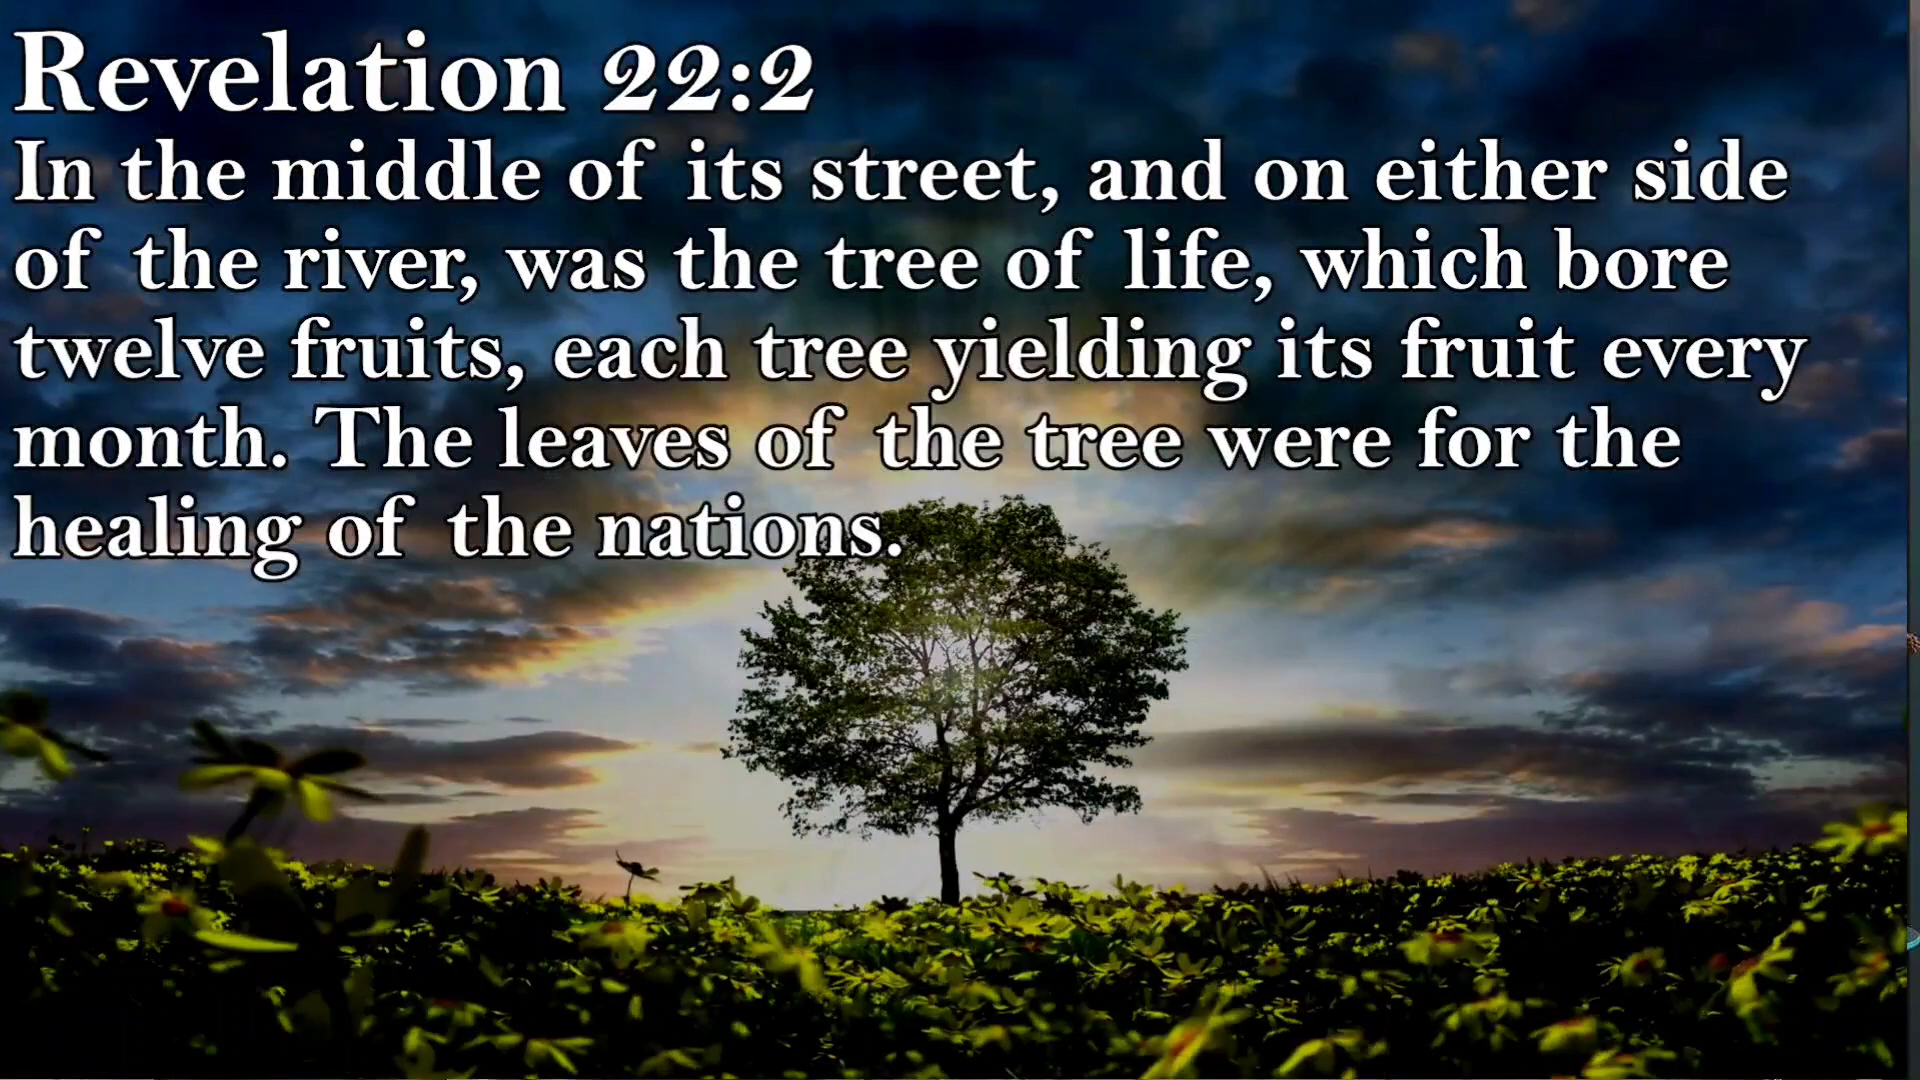 Revelation 22:2
In the middle of its street, and on either side
of the river, was the tree of life, which bore
twelve fruits, each tree yielding its fruit every
month. The leaves of the tree were for the
healing of the nations.